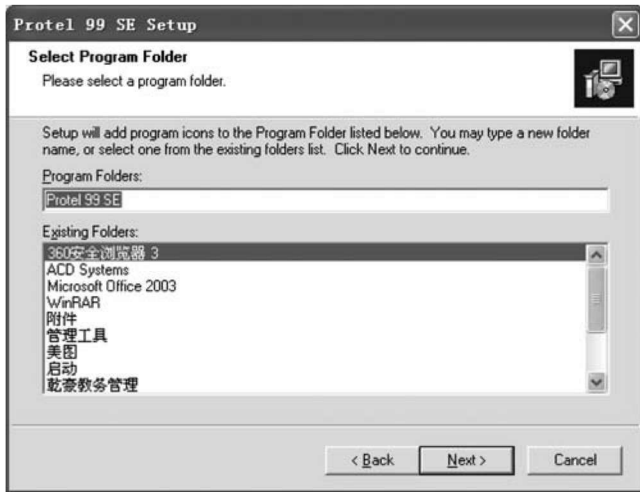 Protel 99 SE Setup
Select Program Folder
Please select a program folder.
Setup will add program icons to the Program Folder listed below. You may type a new folder
name, or select one from the existing folders list. Click Next to continue.
Program Folders:
Protel 99 SE
Existing Folders:
360安全浏览器 3
ACD Systems
Microsoft Office 2003
WinRAR
附件
管理工具
美图
启动
乾豪教务管理
< Back Next > Cancel